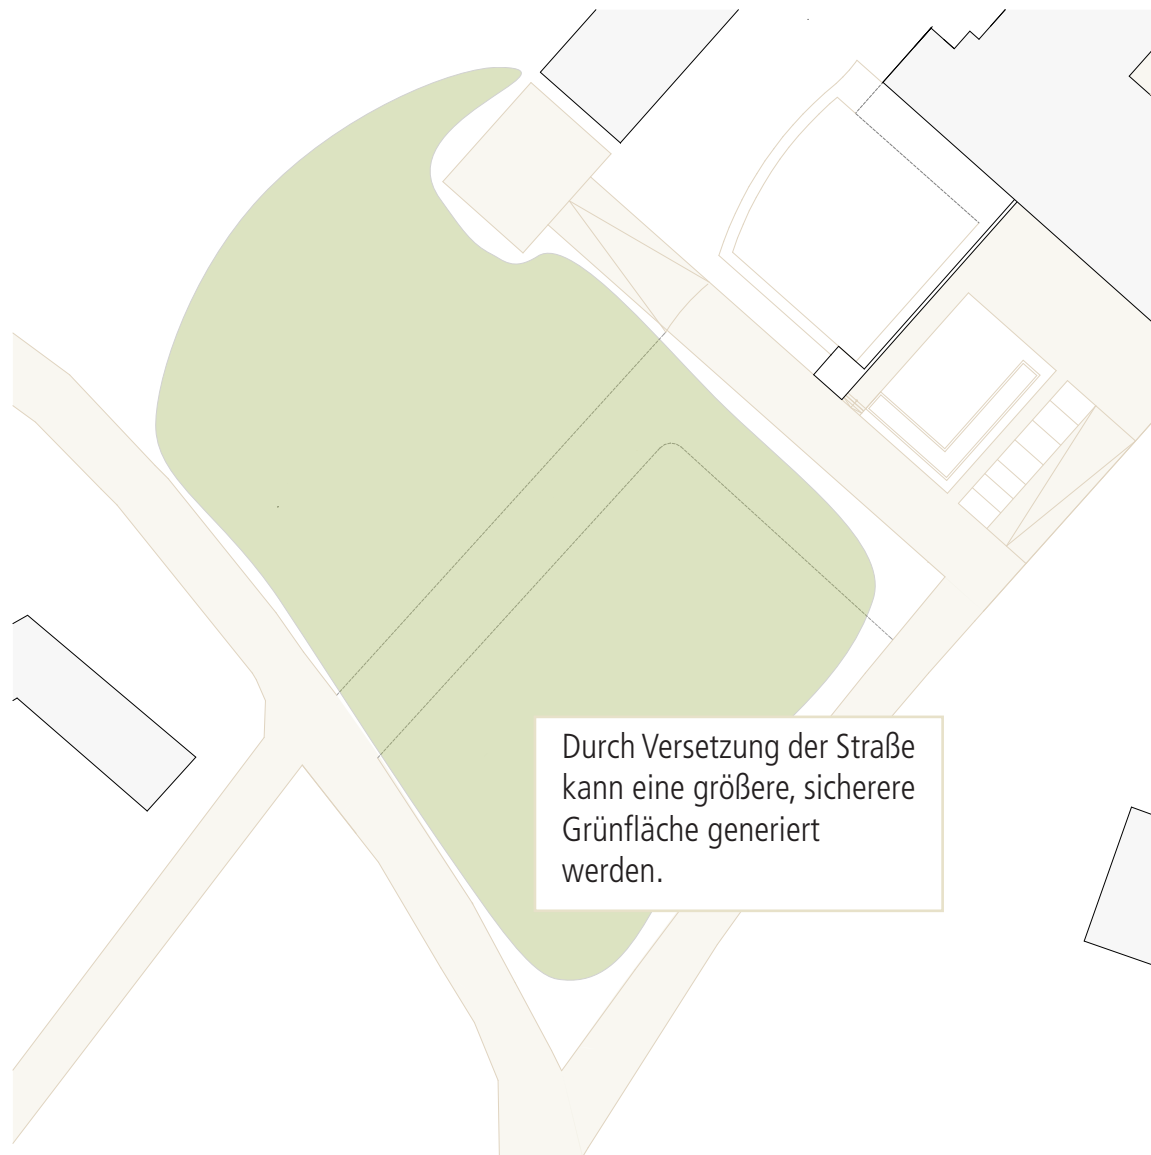 Durch Versetzung der Straße
kann eine größere, sicherere
Grünfläche generiert
werden.